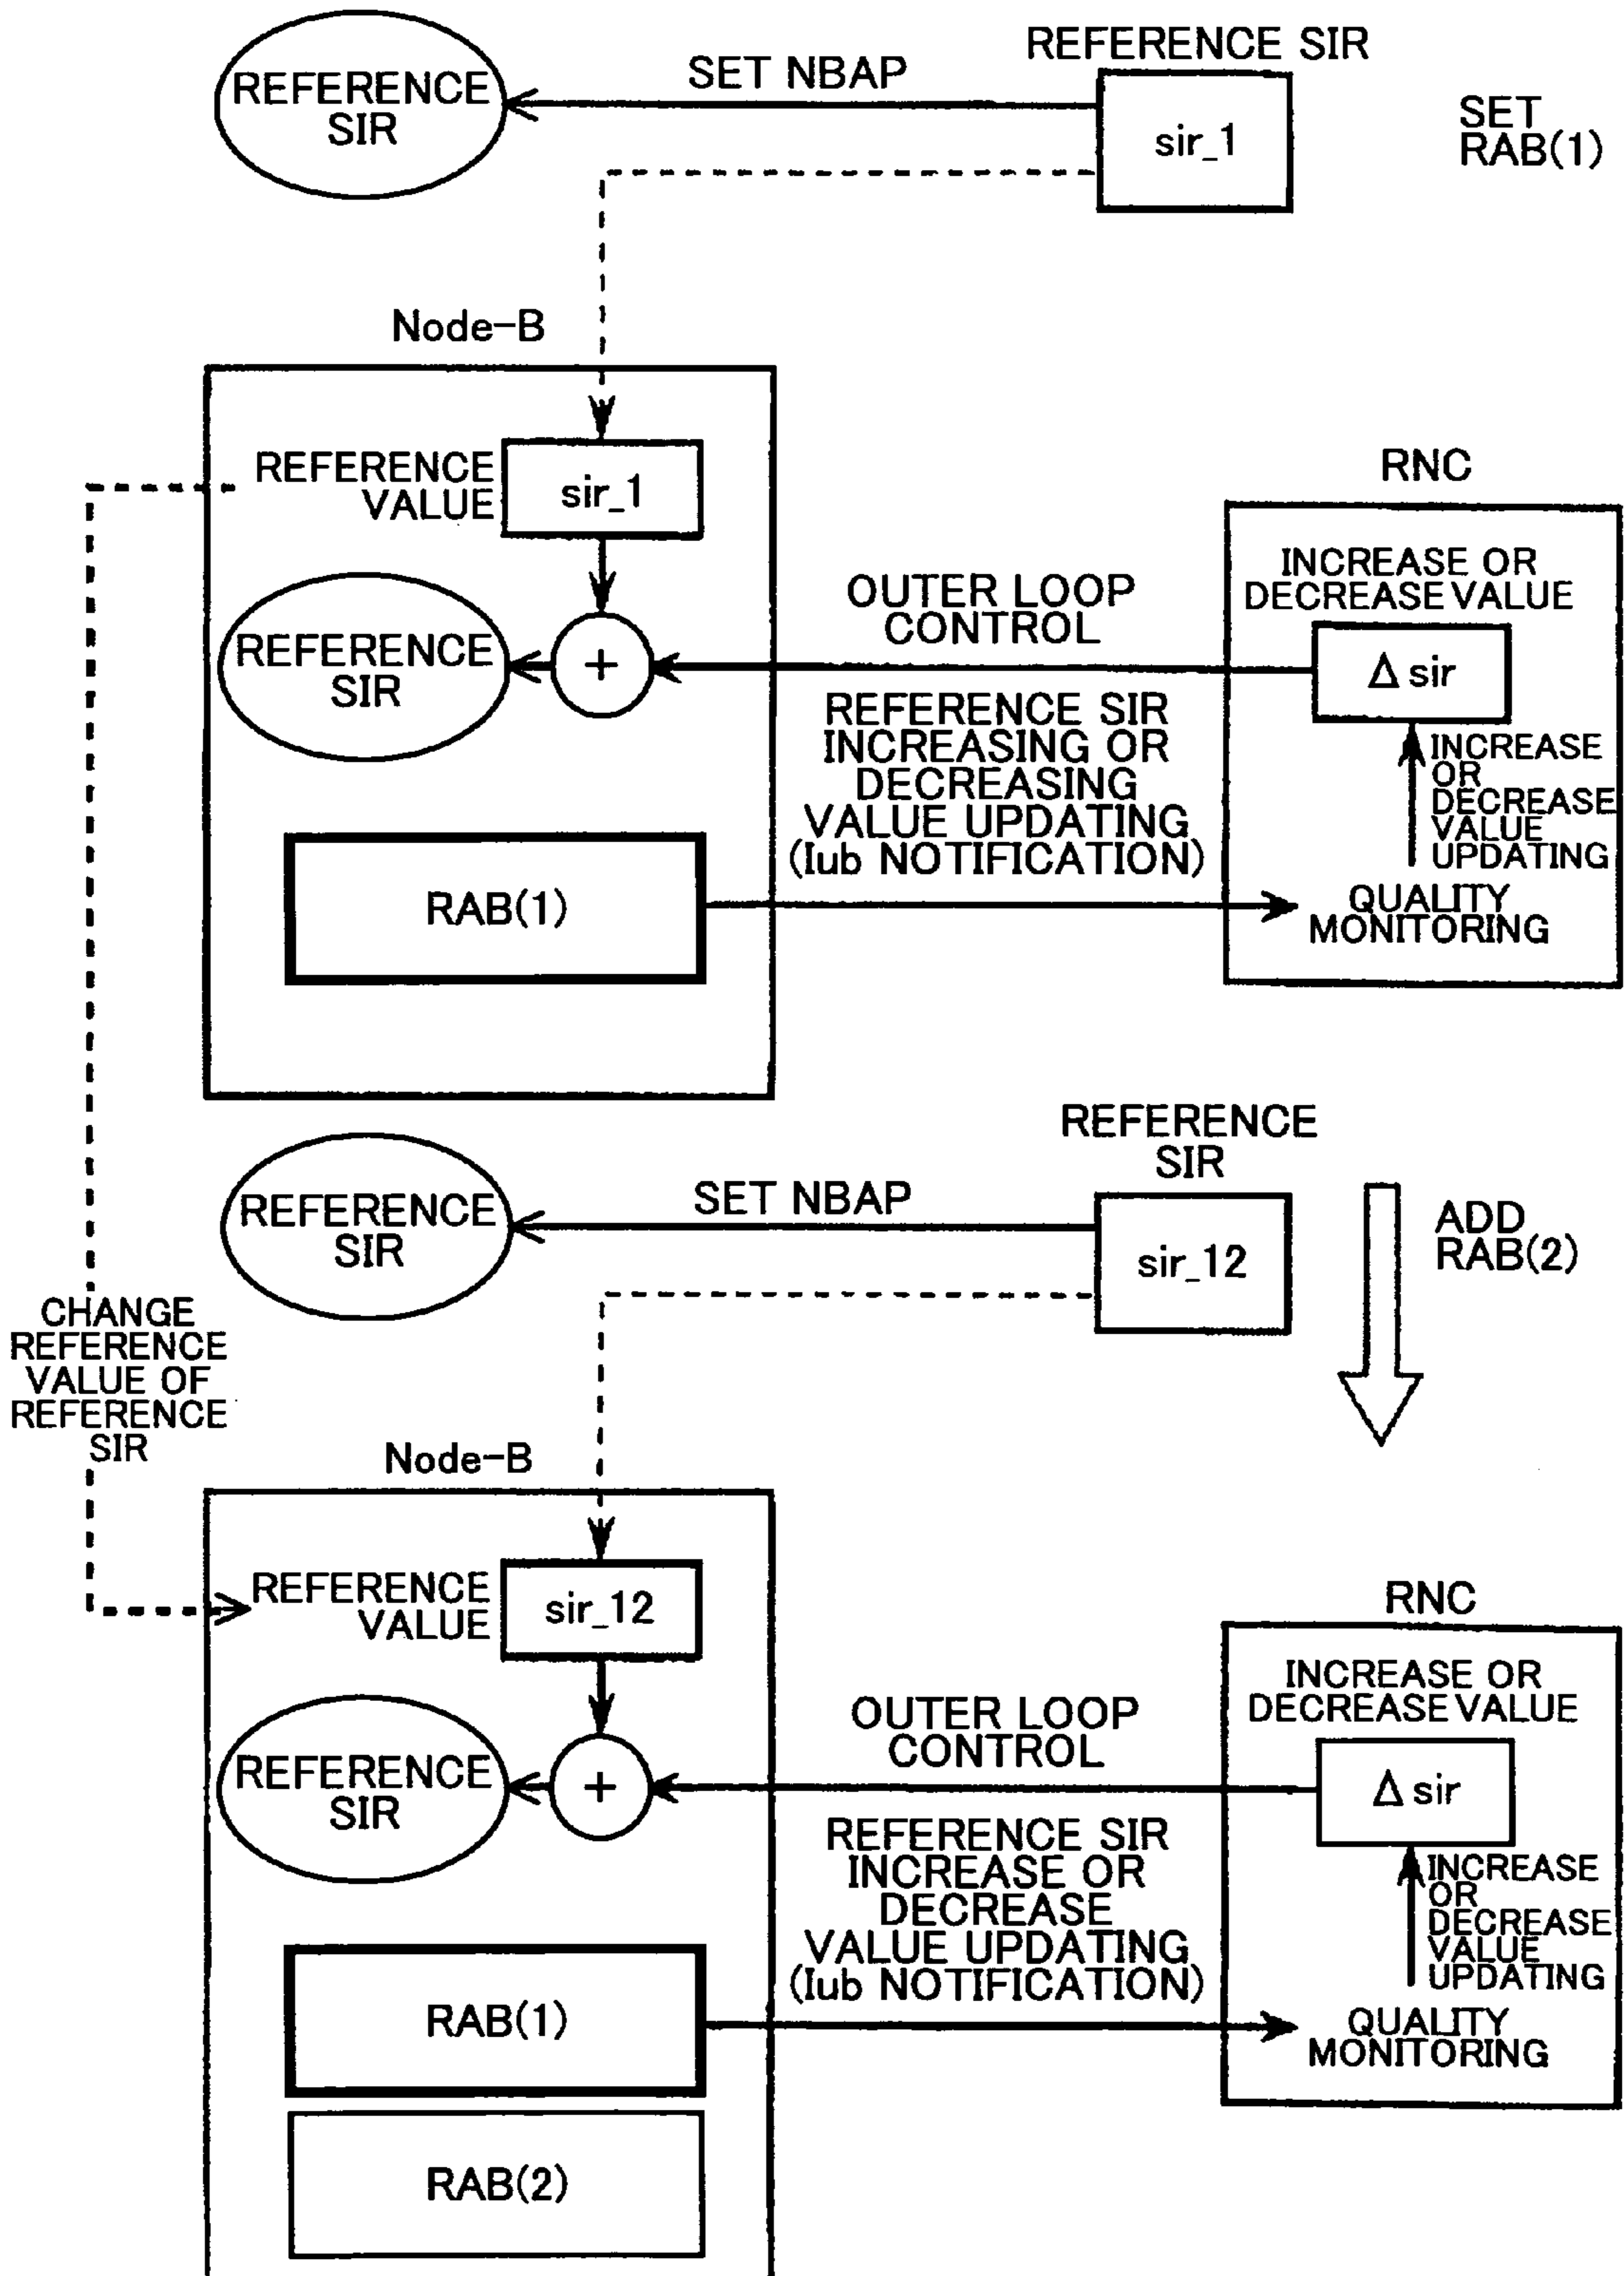 REFERENCE SIR
SET NBAP
REFERENCE
SIR
sir_1
SET
RAB(1)
Node-B
REFERENCE
VALUE
sir_1
RNC
INCREASE OR
DECREASE VALUE
OUTER LOOP
CONTROL
REFERENCE
SIR
+
Δ sir
REFERENCE SIR
INCREASING OR
DECREASING
VALUE UPDATING
(Iub NOTIFICATION)
INCREASE
OR
DECREASE
VALUE
UPDATING
RAB(1)
QUALITY
MONITORING
REFERENCE
SIR
SET NBAP
REFERENCE
SIR
sir_12
ADD
RAB(2)
CHANGE
REFERENCE
VALUE OF
REFERENCE
SIR
Node-B
REFERENCE
VALUE
sir_12
RNC
INCREASE OR
DECREASE VALUE
OUTER LOOP
CONTROL
REFERENCE
SIR
+
Δ sir
REFERENCE SIR
INCREASE OR
DECREASE
VALUE UPDATING
(Iub NOTIFICATION)
INCREASE
OR
DECREASE
VALUE
UPDATING
RAB(1)
QUALITY
MONITORING
RAB(2)